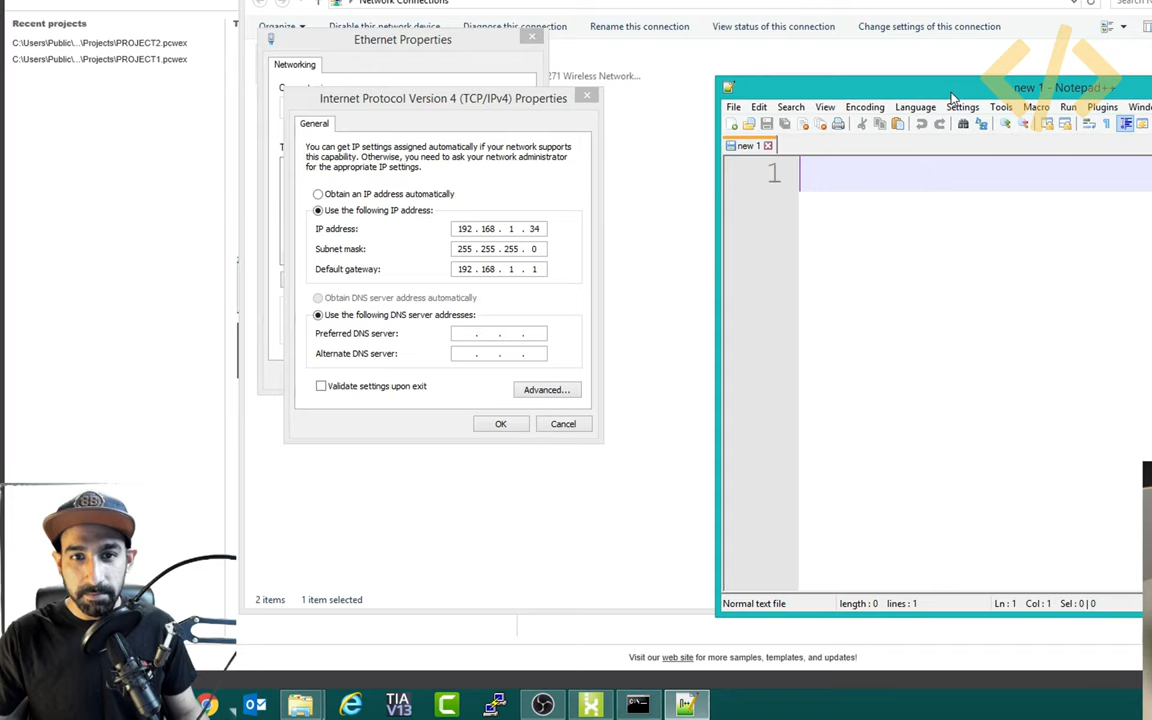 Recent projects
C:\Users\Public\...\Projects\PROJECT2.pcwex
C:\Users\Public\...\Projects\PROJECT1.pcwex
Network Connections
Organize
Disable this network device
Diagnose this connection
Rename this connection
View status of this connection
Change settings of this connection
Ethernet Properties
Networking
271 Wireless Network...
Internet Protocol Version 4 (TCP/IPv4) Properties
General
You can get IP settings assigned automatically if your network supports
this capability. Otherwise, you need to ask your network administrator
for the appropriate IP settings.
Obtain an IP address automatically
Use the following IP address:
IP address: 192 . 168 . 1 . 34
Subnet mask: 255 . 255 . 255 . 0
Default gateway: 192 . 168 . 1 . 1
Obtain DNS server address automatically
Use the following DNS server addresses:
Preferred DNS server: . . .
Alternate DNS server: . . .
Validate settings upon exit
Advanced...
OK Cancel
2 items 1 item selected
new 1 - Notepad++
File Edit Search View Encoding Language Settings Tools Macro Run Plugins
new 1
1
Normal text file length : 0 lines : 1 Ln : 1 Col : 1 Sel : 0 | 0
Visit our web site for more samples, templates, and updates!
TIA
V13